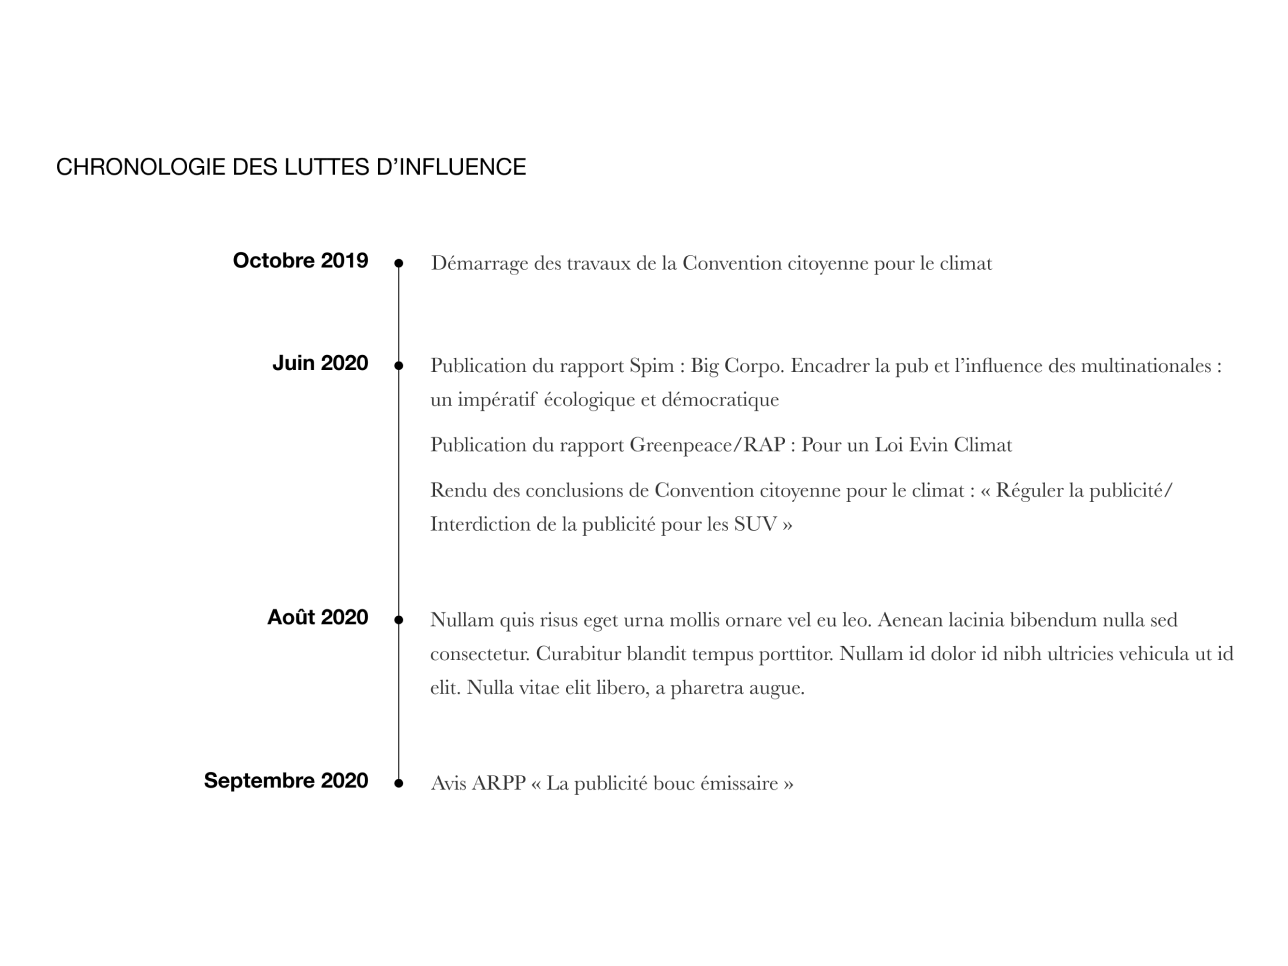 CHRONOLOGIE DES LUTTES D’INFLUENCE
Octobre 2019
Démarrage des travaux de la Convention citoyenne pour le climat
Juin 2020
Publication du rapport Spim : Big Corpo. Encadrer la pub et l’influence des multinationales :
un impératif écologique et démocratique
Publication du rapport Greenpeace/RAP : Pour un Loi Evin Climat
Rendu des conclusions de Convention citoyenne pour le climat : « Réguler la publicité/
Interdiction de la publicité pour les SUV »
Août 2020
Nullam quis risus eget urna mollis ornare vel eu leo. Aenean lacinia bibendum nulla sed
consectetur. Curabitur blandit tempus porttitor. Nullam id dolor id nibh ultricies vehicula ut id
elit. Nulla vitae elit libero, a pharetra augue.
Septembre 2020
Avis ARPP « La publicité bouc émissaire »